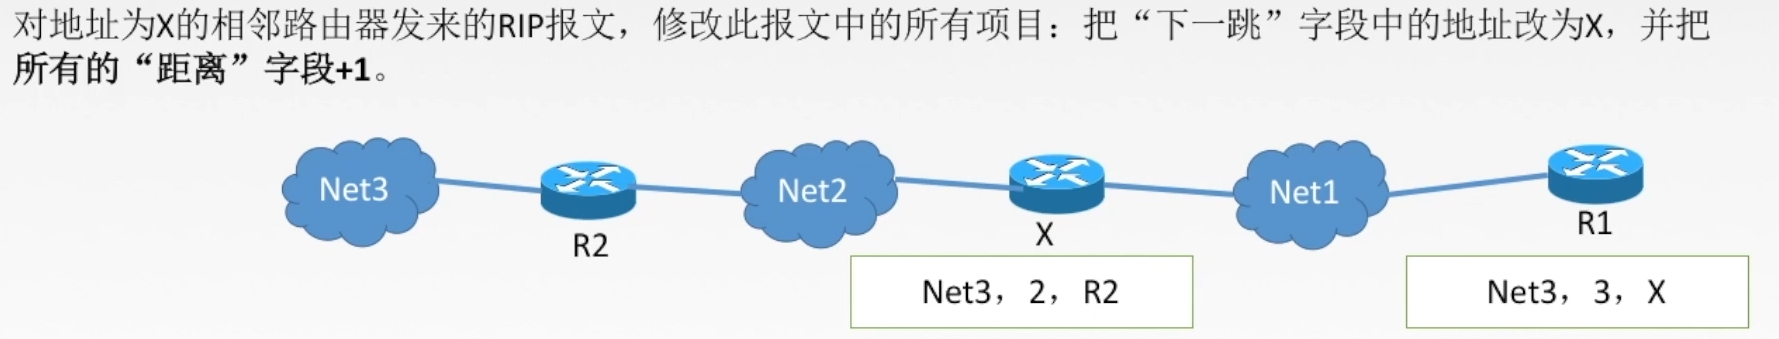 对地址为X的相邻路由器发来的RIP报文，修改此报文中的所有项目：把“下一跳”字段中的地址改为X，并把
所有的“距离”字段+1。
Net3
R2
Net2
X
Net1
R1
Net3，2，R2
Net3，3，X